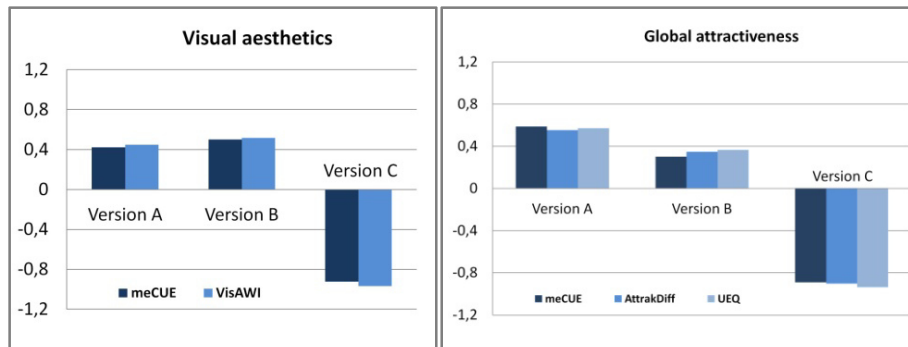 Visual aesthetics
1,2
0,8
0,4
0
-0,4
-0,8
-1,2
Version A
Version B
Version C
meCUE
VisAWI
Global attractiveness
1,2
0,8
0,4
0
-0,4
-0,8
-1,2
Version A
Version B
Version C
meCUE
AttrakDiff
UEQ